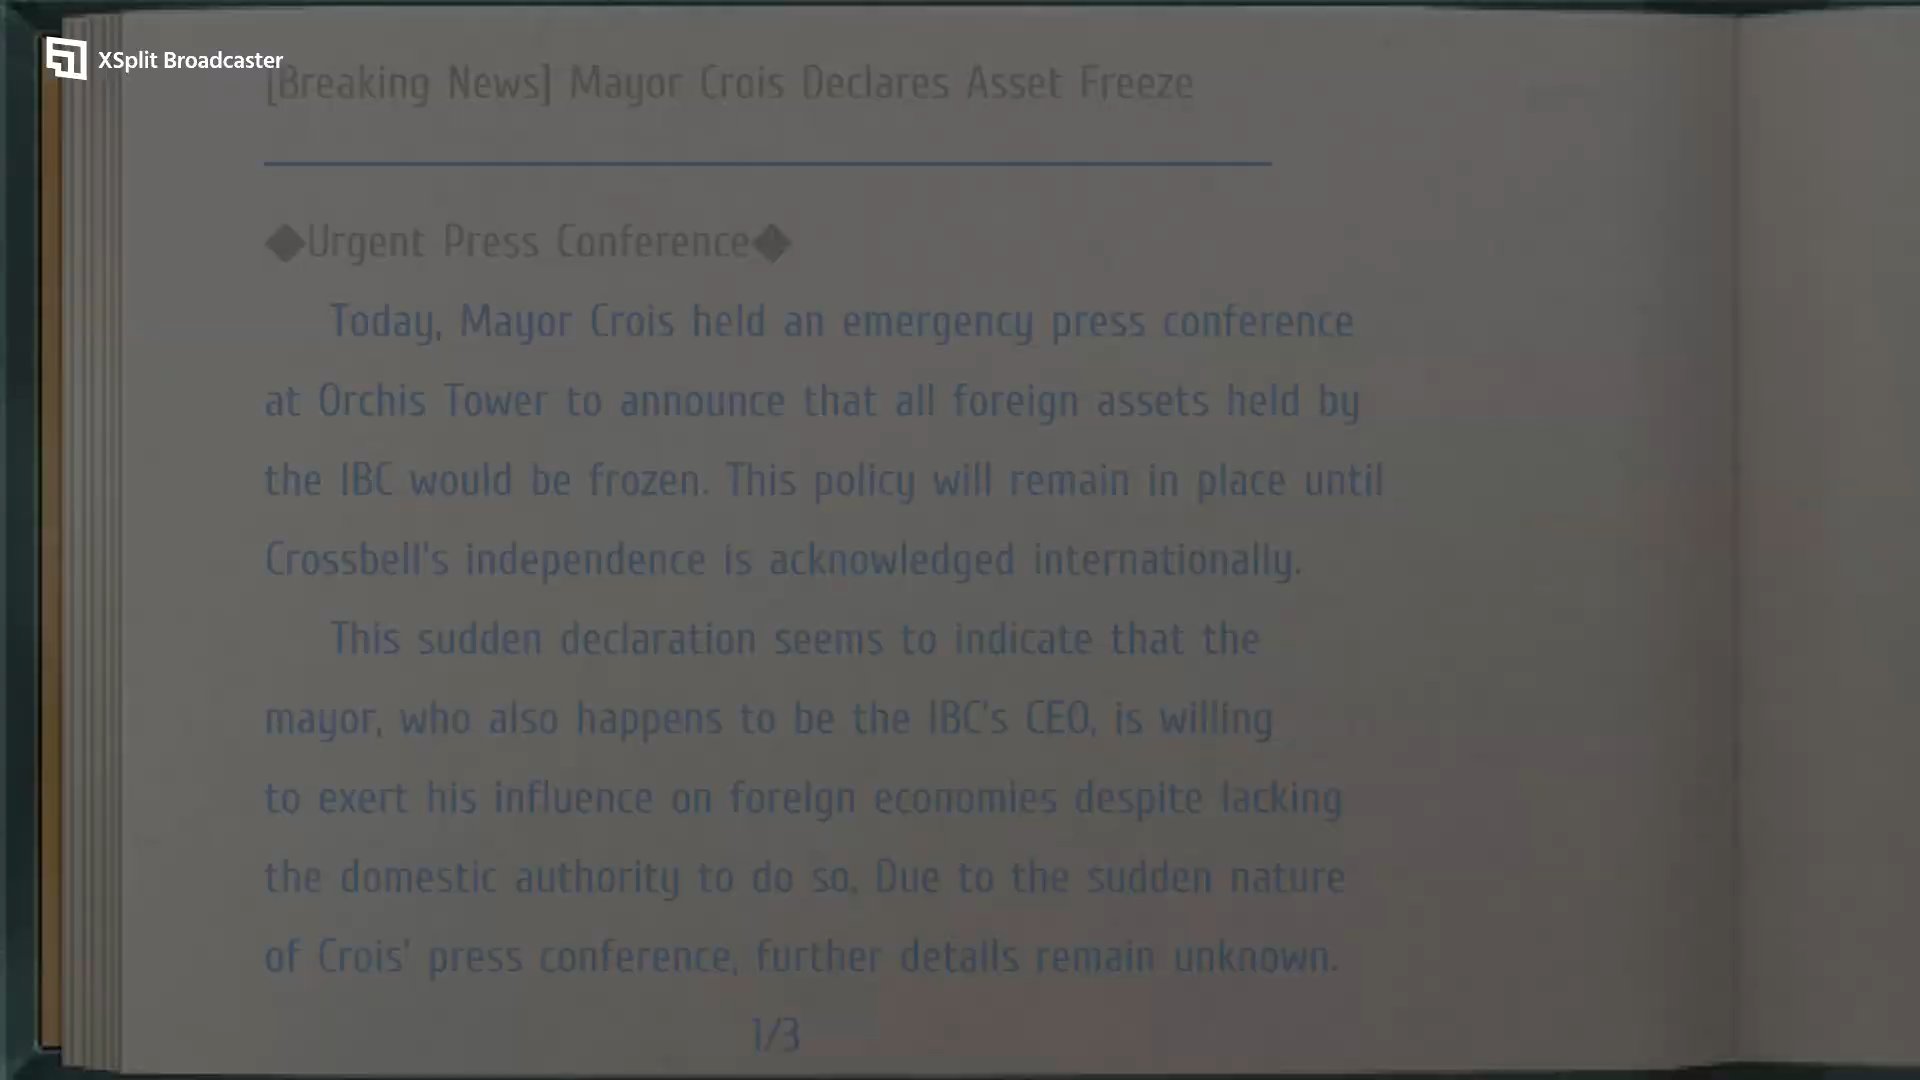 XSplit Broadcaster
[Breaking News] Mayor Crois Declares Asset Freeze
◆Urgent Press Conference◆
Today, Mayor Crois held an emergency press conference
at Orchis Tower to announce that all foreign assets held by
the IBC would be frozen. This policy will remain in place until
Crossbell's independence is acknowledged internationally.
This sudden declaration seems to indicate that the
mayor, who also happens to be the IBC's CEO, is willing
to exert his influence on foreign economies despite lacking
the domestic authority to do so. Due to the sudden nature
of Crois' press conference, further details remain unknown.
1/3